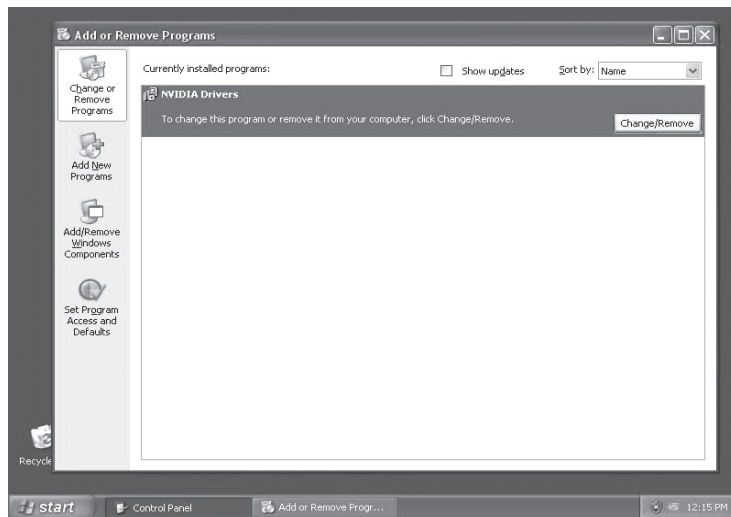 Add or Remove Programs
Change or
Remove
Programs
Currently installed programs:
Show updates
Sort by:
Name
NVIDIA Drivers
To change this program or remove it from your computer, click Change/Remove.
Change/Remove
Add New
Programs
Add/Remove
Windows
Components
Set Program
Access and
Defaults
Recycle
start
Control Panel
Add or Remove Progr...
12:15 PM